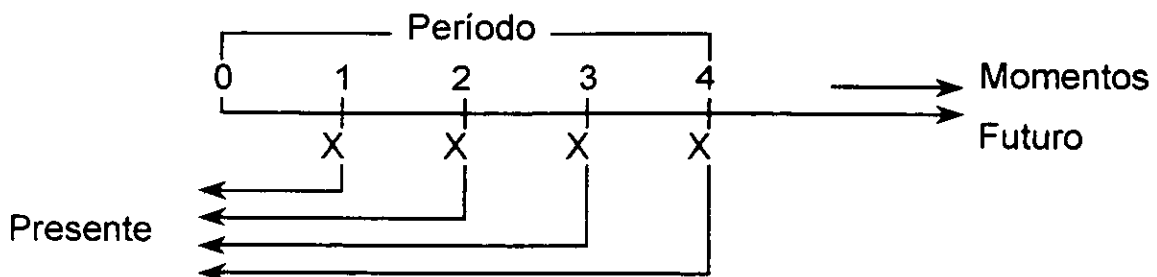 Período
0 1 2 3 4
Momentos
X X X X
Futuro
Presente